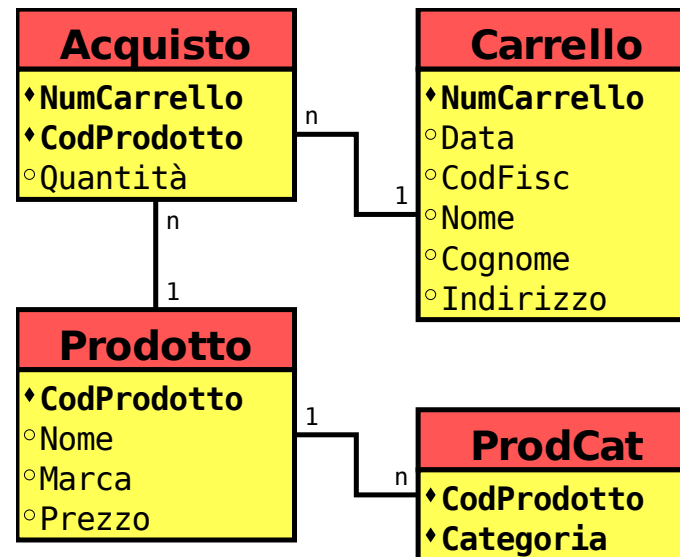 Acquisto
NumCarrello
CodProdotto
Quantità
n
n
Carrello
NumCarrello
Data
CodFisc
Nome
Cognome
Indirizzo
1
1
Prodotto
CodProdotto
Nome
Marca
Prezzo
1
n
ProdCat
CodProdotto
Categoria